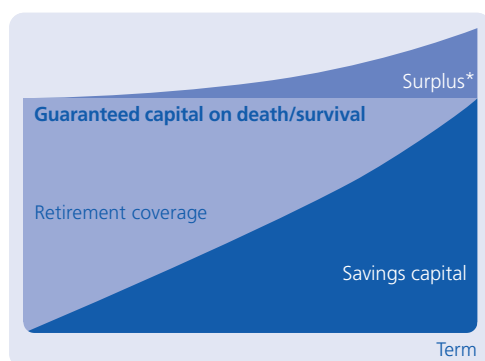 Surplus*
Guaranteed capital on death/survival
Retirement coverage
Savings capital
Term